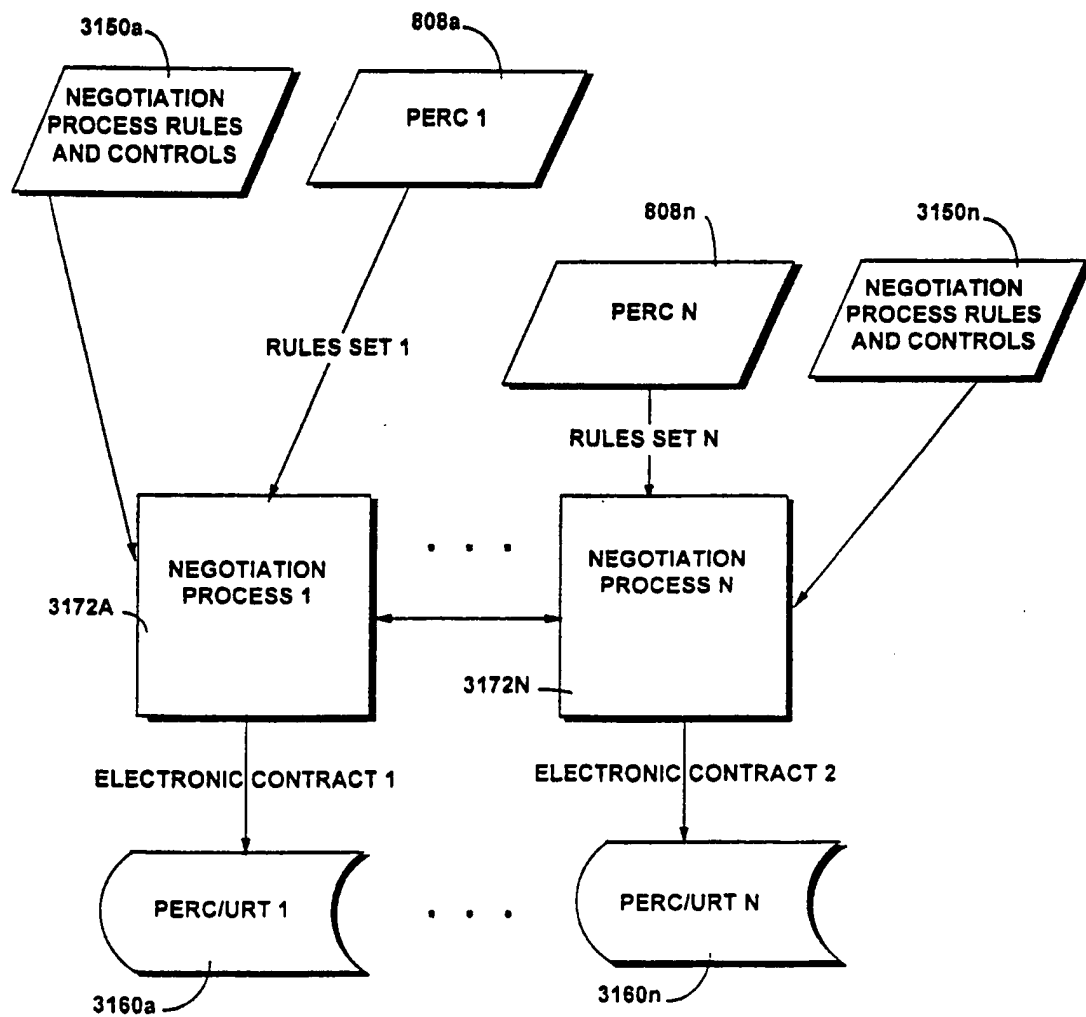 3150a
808a
NEGOTIATION
PROCESS RULES
AND CONTROLS
PERC 1
808n
3150n
PERC N
NEGOTIATION
PROCESS RULES
AND CONTROLS
RULES SET 1
RULES SET N
NEGOTIATION
PROCESS 1
. . .
NEGOTIATION
PROCESS N
3172A
3172N
ELECTRONIC CONTRACT 1
ELECTRONIC CONTRACT 2
PERC/URT 1
. . .
PERC/URT N
3160a
3160n